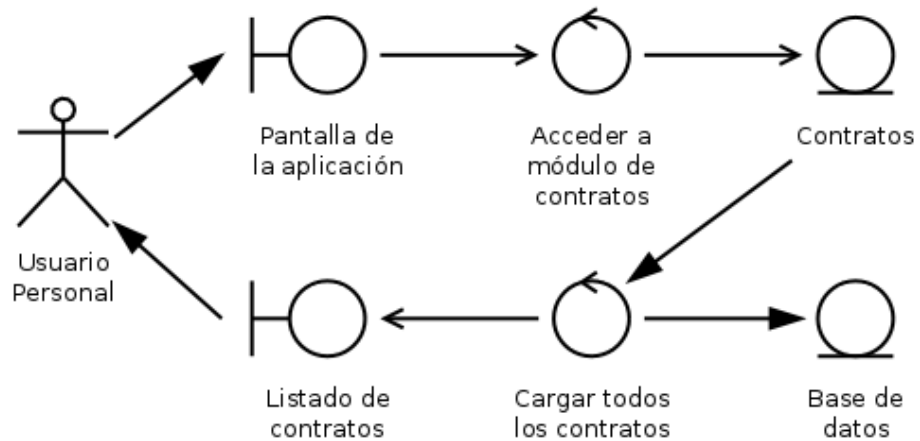 Pantalla de
la aplicación
Acceder a
módulo de
contratos
Contratos
Usuario
Personal
Listado de
contratos
Cargar todos
los contratos
Base de
datos